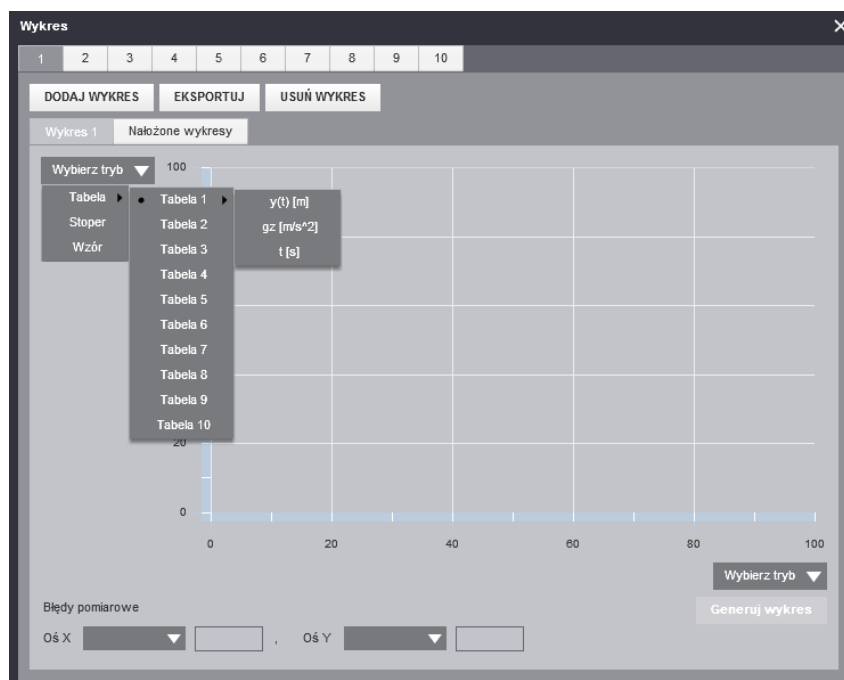 Wykres
1 2 3 4 5 6 7 8 9 10
DODAJ WYKRES EKSPORTUJ USUŃ WYKRES
Wykres 1 Nałożone wykresy
Wybierz tryb 100
Tabela Tabela 1 y(t) [m]
Stoper Tabela 2 gz [m/s^2]
Wzór Tabela 3 t [s]
Tabela 4
Tabela 5
Tabela 6
Tabela 7
Tabela 8
Tabela 9
Tabela 10
20
0
0 20 40 60 80 100
Wybierz tryb
Błędy pomiarowe Generuj wykres
Oś X , Oś Y